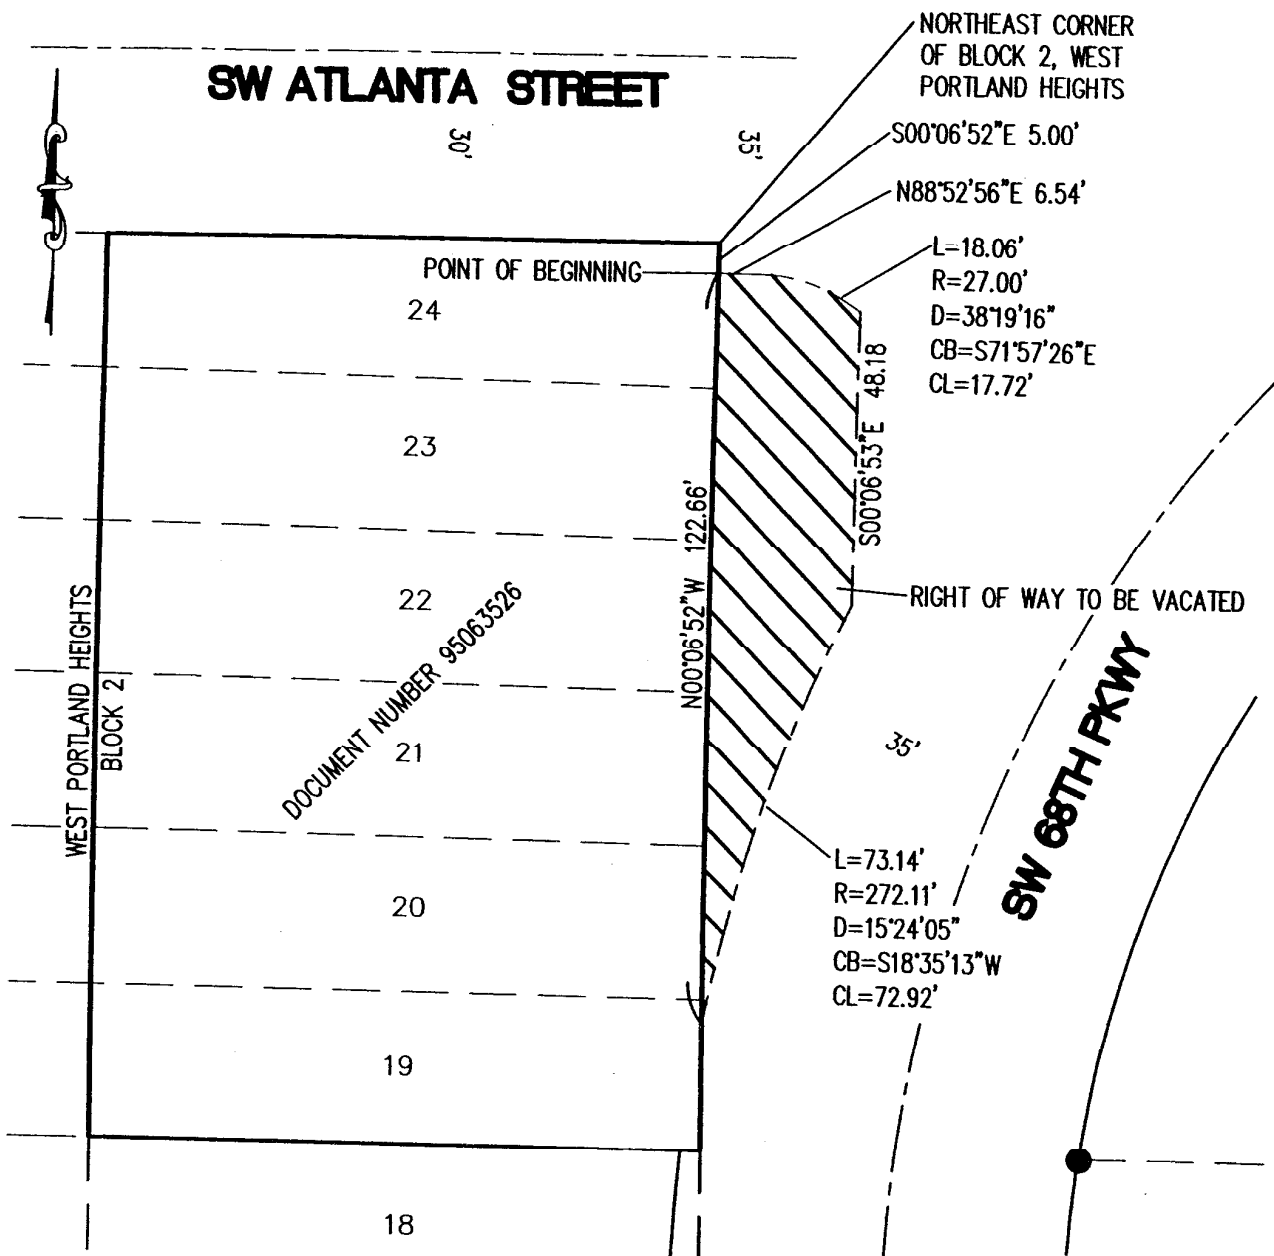 NORTHEAST CORNER
OF BLOCK 2, WEST
PORTLAND HEIGHTS
SW ATLANTA STREET
30'
35'
S00°06'52"E 5.00'
N88°52'56"E 6.54'
POINT OF BEGINNING
L=18.06'
R=27.00'
D=38°19'16"
CB=S71°57'26"E
CL=17.72'
24
S00°06'53"E 48.18
23
N00°06'52"W 122.66'
22
RIGHT OF WAY TO BE VACATED
WEST PORTLAND HEIGHTS
BLOCK 2
DOCUMENT NUMBER 95063526
SW 68TH PKWY
35'
21
L=73.14'
R=272.11'
D=15°24'05"
CB=S18°35'13"W
CL=72.92'
20
19
18